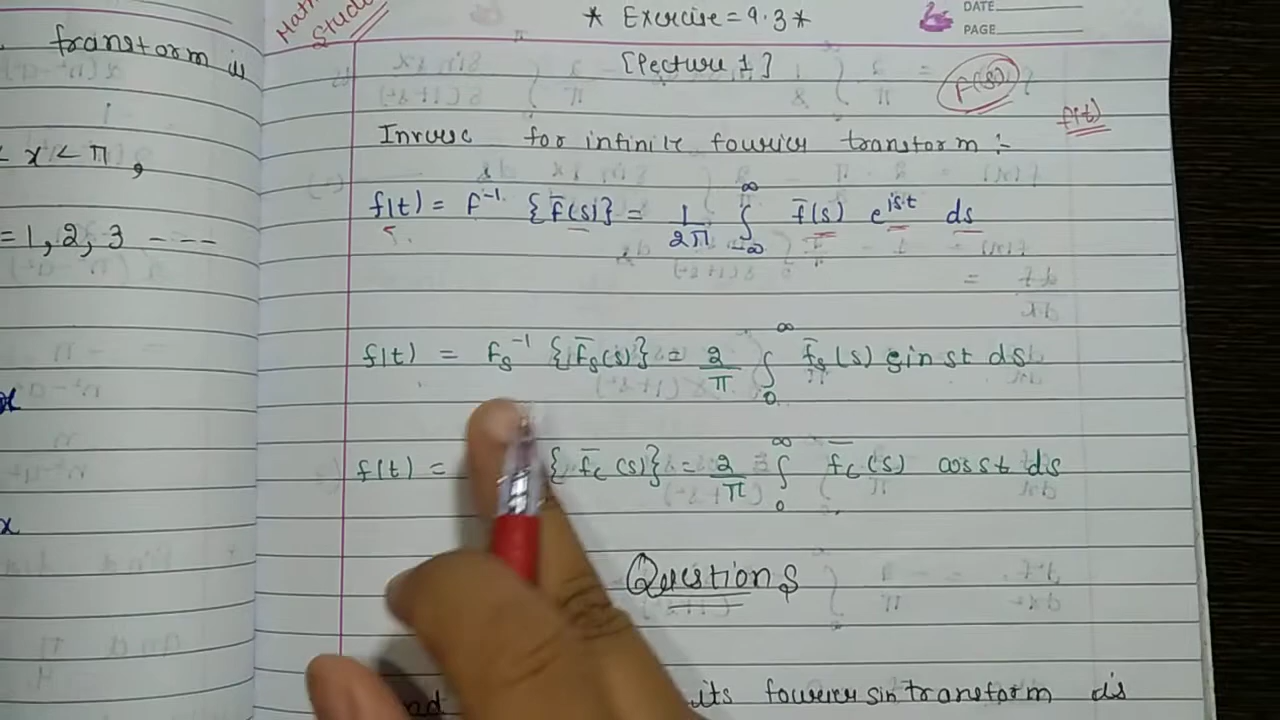 transform is
< x < π,
= 1, 2, 3 ----
x
x
Math
Stude
* Exercise = 9.3 *
DATE
PAGE
[Lecture 1]
F(s)
f(t)
Inverse for infinite fourier transform :-
f(t) = F⁻¹ {f̅(s)} = 1/2π ∫_{-∞}^{∞} f̅(s) e^{ist} ds
?
f(t) = Fs⁻¹ {f̅s(s)} = 2/π ∫_0^∞ f̅s(s) sin st ds
f(t) = {f̅c(s)} = 2/π ∫_0^∞ f̅c(s) cos st ds
Questions
its fourier sin transform is